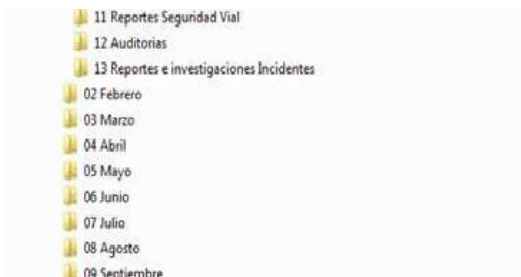 11 Reportes Seguridad Vial
12 Auditorias
13 Reportes e investigaciones Incidentes
02 Febrero
03 Marzo
04 Abril
05 Mayo
06 Junio
07 Julio
08 Agosto
09 Septiembre